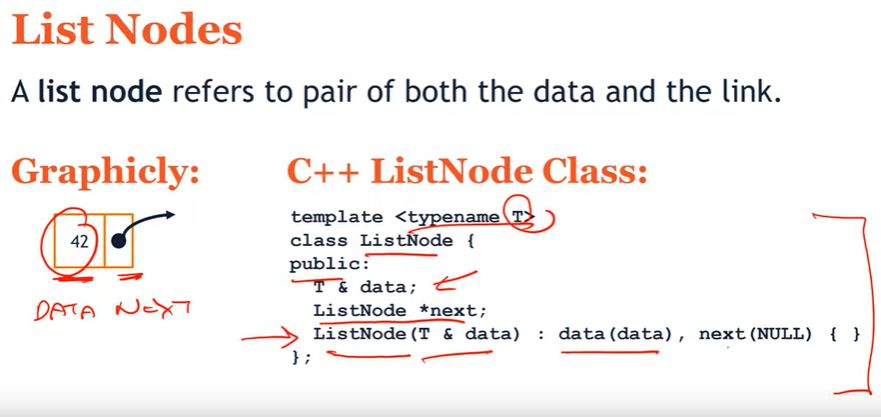 List Nodes
A list node refers to pair of both the data and the link.
Graphicly:
42
DATA NEXT
C++ ListNode Class:
template <typename T>
class ListNode {
public:
T & data;
ListNode *next;
ListNode(T & data) : data(data), next(NULL) { }
};